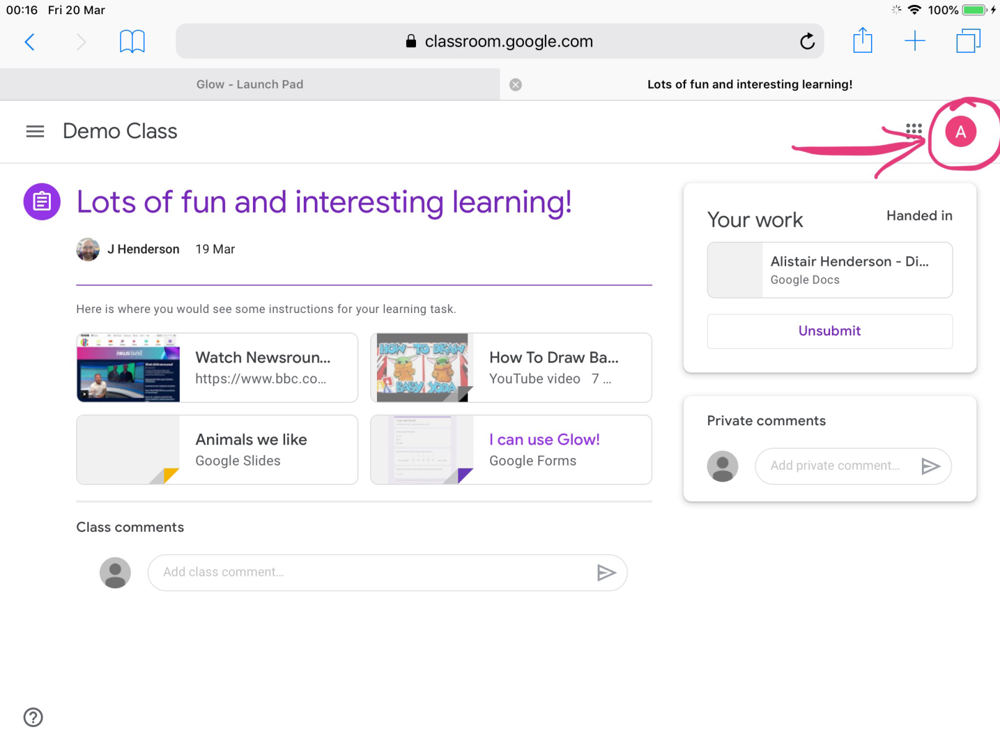 00:16 Fri 20 Mar
100%
classroom.google.com
Glow - Launch Pad
Lots of fun and interesting learning!
Demo Class
A
Lots of fun and interesting learning!
J Henderson 19 Mar
Here is where you would see some instructions for your learning task.
newsround
Watch Newsroun...
https://www.bbc.co...
HOW-TO-DRAW
BABY YODA
How To Draw Ba...
YouTube video 7 ...
Animals we like
Google Slides
I can use Glow!
Google Forms
Class comments
Add class comment...
Your work
Handed in
Alistair Henderson - Di...
Google Docs
Unsubmit
Private comments
Add private comment...
?